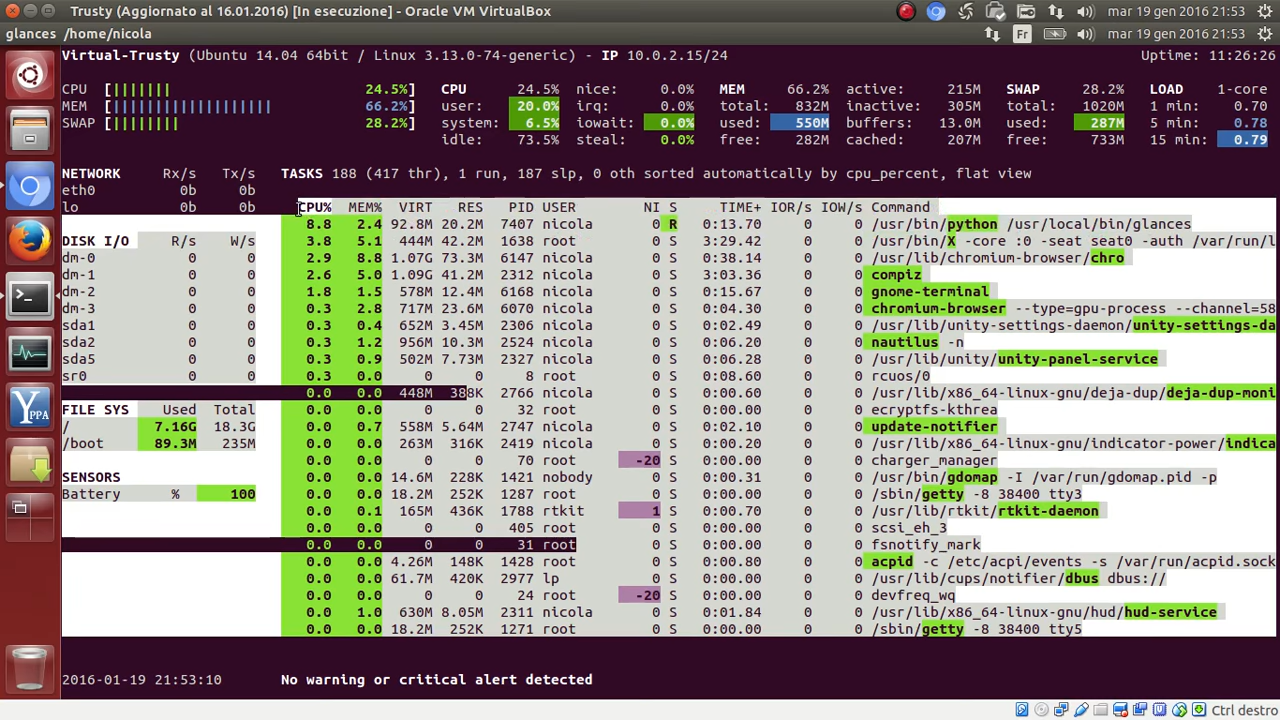 Trusty (Aggiornato al 16.01.2016) [In esecuzione] - Oracle VM VirtualBox mar 19 gen 2016 21:53
glances /home/nicola Fr mar 19 gen 2016 21:53
Virtual-Trusty (Ubuntu 14.04 64bit / Linux 3.13.0-74-generic) - IP 10.0.2.15/24 Uptime: 11:26:26
CPU [||||||| 24.5%] CPU 24.5% nice: 0.0% MEM 66.2% active: 215M SWAP 28.2% LOAD 1-core
MEM [||||||||||||||||||| 66.2%] user: 20.0% irq: 0.0% total: 832M inactive: 305M total: 1020M 1 min: 0.70
SWAP [|||||||| 28.2%] system: 6.5% iowait: 0.0% used: 550M buffers: 13.0M used: 287M 5 min: 0.78
idle: 73.5% steal: 0.0% free: 282M cached: 207M free: 733M 15 min: 0.79
NETWORK Rx/s Tx/s TASKS 188 (417 thr), 1 run, 187 slp, 0 oth sorted automatically by cpu_percent, flat view
eth0 0b 0b
lo 0b 0b CPU% MEM% VIRT RES PID USER NI S TIME+ IOR/s IOW/s Command
8.8 2.4 92.8M 20.2M 7407 nicola 0 R 0:13.70 0 0 /usr/bin/python /usr/local/bin/glances
DISK I/O R/s W/s 3.8 5.1 444M 42.2M 1638 root 0 S 3:29.42 0 0 /usr/bin/X -core :0 -seat seat0 -auth /var/run/l
dm-0 0 0 2.9 8.8 1.07G 73.3M 6147 nicola 0 S 0:38.14 0 0 /usr/lib/chromium-browser/chro
dm-1 0 0 2.6 5.0 1.09G 41.2M 2312 nicola 0 S 3:03.36 0 0 compiz
dm-2 0 0 1.8 1.5 578M 12.4M 6168 nicola 0 S 0:15.67 0 0 gnome-terminal
dm-3 0 0 0.3 2.8 717M 23.6M 6070 nicola 0 S 0:04.30 0 0 chromium-browser --type=gpu-process --channel=58
sda1 0 0 0.3 0.4 652M 3.45M 2306 nicola 0 S 0:02.49 0 0 /usr/lib/unity-settings-daemon/unity-settings-da
sda2 0 0 0.3 1.2 956M 10.3M 2524 nicola 0 S 0:06.20 0 0 nautilus -n
sda5 0 0 0.3 0.9 502M 7.73M 2327 nicola 0 S 0:06.28 0 0 /usr/lib/unity/unity-panel-service
sr0 0 0 0.3 0.0 0 0 8 root 0 S 0:08.60 0 0 rcuos/0
0.0 0.0 448M 388K 2766 nicola 0 S 0:00.60 0 0 /usr/lib/x86_64-linux-gnu/deja-dup/deja-dup-moni
FILE SYS Used Total 0.0 0.0 0 0 32 root 0 S 0:00.00 0 0 ecryptfs-kthrea
/ 7.16G 18.3G 0.0 0.7 558M 5.64M 2747 nicola 0 S 0:02.10 0 0 update-notifier
/boot 89.3M 235M 0.0 0.0 263M 316K 2419 nicola 0 S 0:00.20 0 0 /usr/lib/x86_64-linux-gnu/indicator-power/indica
0.0 0.0 0 0 70 root -20 S 0:00.00 0 0 charger_manager
SENSORS 0.0 0.0 14.6M 228K 1421 nobody 0 S 0:00.31 0 0 /usr/bin/gdomap -I /var/run/gdomap.pid -p
Battery % 100 0.0 0.0 18.2M 252K 1287 root 0 S 0:00.00 0 0 /sbin/getty -8 38400 tty3
0.0 0.1 165M 436K 1788 rtkit 1 S 0:00.70 0 0 /usr/lib/rtkit/rtkit-daemon
0.0 0.0 0 0 405 root 0 S 0:00.00 0 0 scsi_eh_3
0.0 0.0 0 0 31 root 0 S 0:00.00 0 0 fsnotify_mark
0.0 0.0 4.26M 148K 1428 root 0 S 0:00.80 0 0 acpid -c /etc/acpi/events -s /var/run/acpid.sock
0.0 0.0 61.7M 420K 2977 lp 0 S 0:00.00 0 0 /usr/lib/cups/notifier/dbus dbus://
0.0 0.0 0 0 24 root -20 S 0:00.00 0 0 devfreq_wq
0.0 1.0 630M 8.05M 2311 nicola 0 S 0:01.84 0 0 /usr/lib/x86_64-linux-gnu/hud/hud-service
0.0 0.0 18.2M 252K 1271 root 0 S 0:00.00 0 0 /sbin/getty -8 38400 tty5
2016-01-19 21:53:10 No warning or critical alert detected
Ctrl destro
YPPA